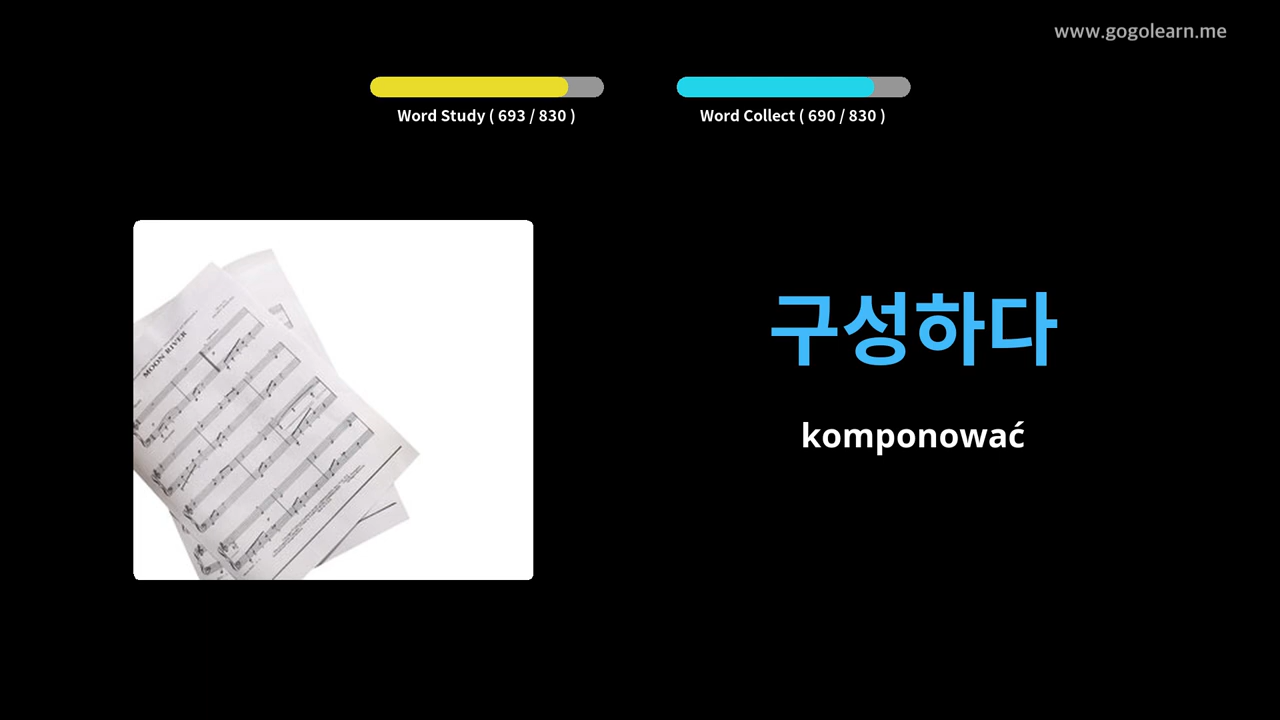 www.gogolearn.me
Word Study ( 693 / 830 )
Word Collect ( 690 / 830 )
MOON RIVER
구성하다
komponować